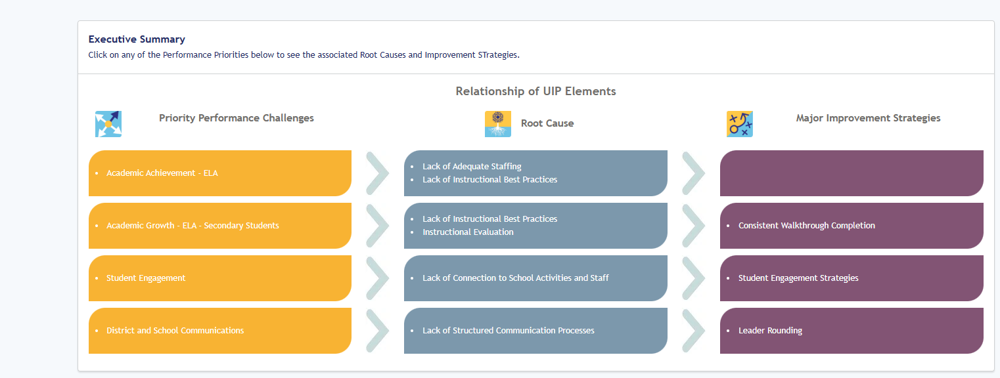 Executive Summary
Click on any of the Performance Priorities below to see the associated Root Causes and Improvement STrategies.
Relationship of UIP Elements
Priority Performance Challenges
Root Cause
Major Improvement Strategies
• Academic Achievement - ELA
• Lack of Adequate Staffing
• Lack of Instructional Best Practices
• Academic Growth - ELA - Secondary Students
• Lack of Instructional Best Practices
• Instructional Evaluation
• Consistent Walkthrough Completion
• Student Engagement
• Lack of Connection to School Activities and Staff
• Student Engagement Strategies
• District and School Communications
• Lack of Structured Communication Processes
• Leader Rounding